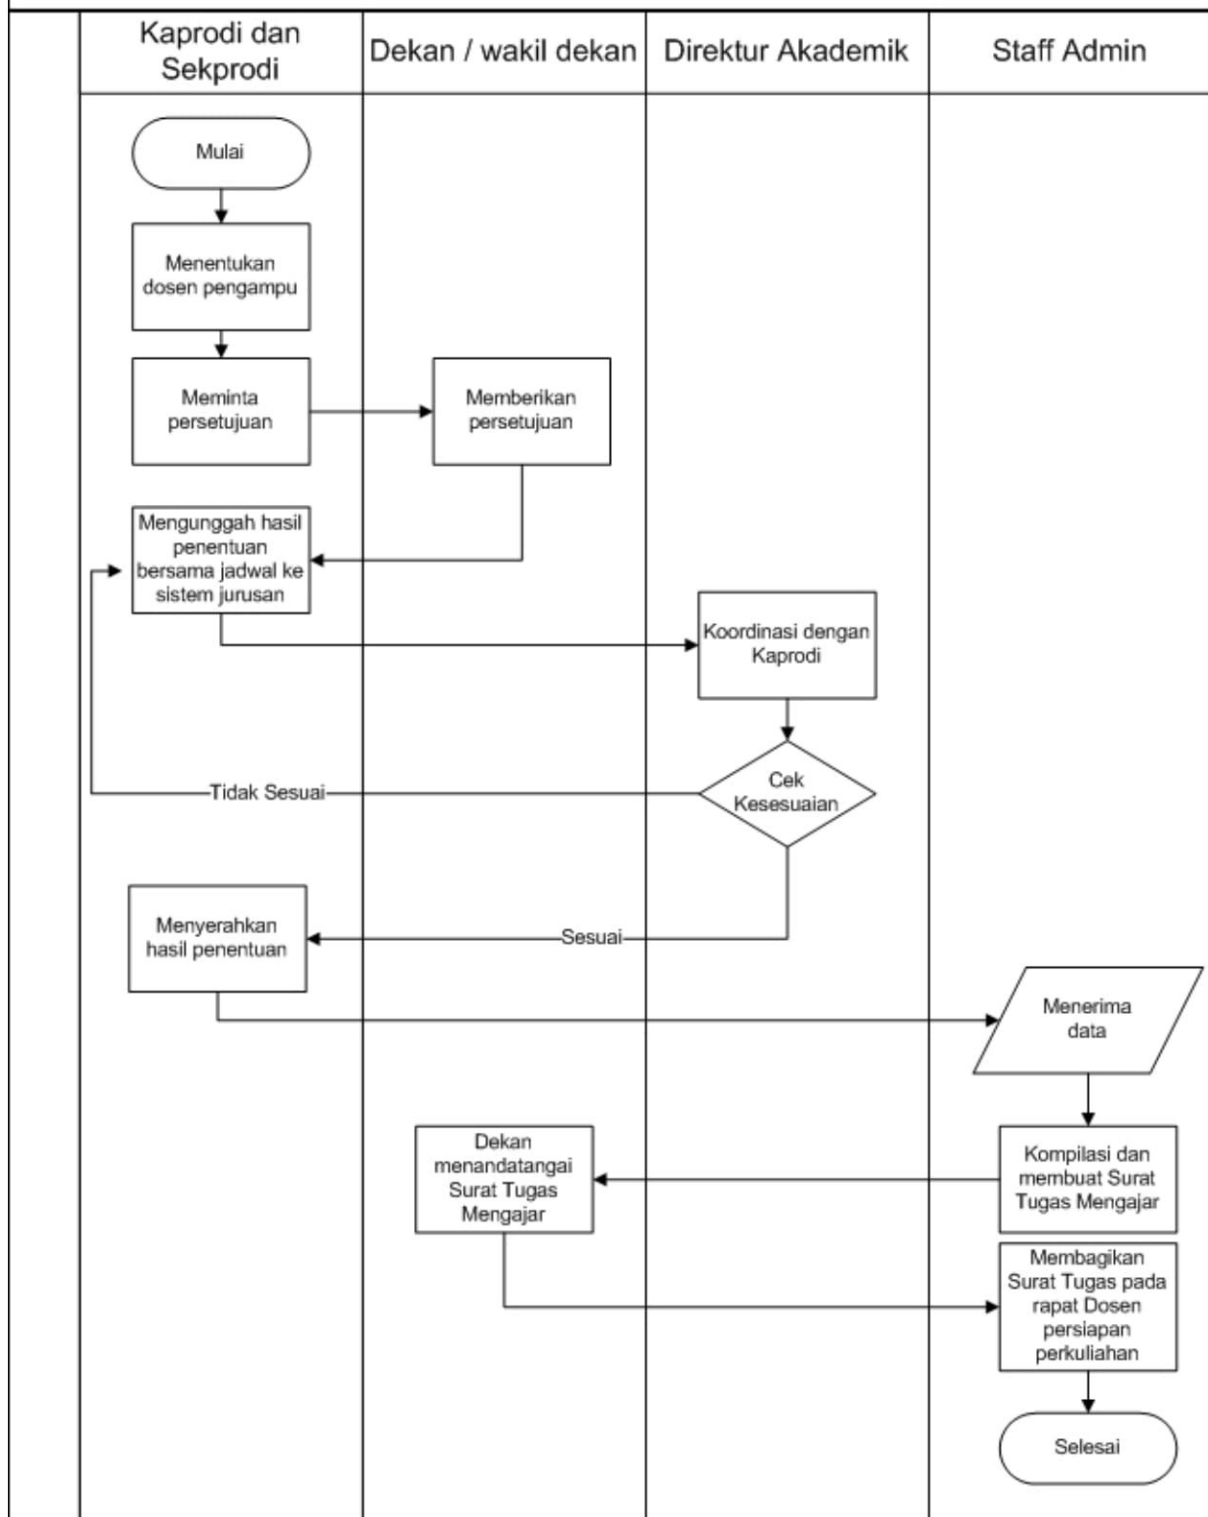 Kaprodi dan
Sekprodi
Dekan / wakil dekan
Direktur Akademik
Staff Admin
Mulai
Menentukan
dosen pengampu
Meminta
persetujuan
Memberikan
persetujuan
Mengunggah hasil
penentuan
bersama jadwal ke
sistem jurusan
Koordinasi dengan
Kaprodi
Cek
Kesesuaian
Tidak Sesuai
Sesuai
Menyerahkan
hasil penentuan
Menerima
data
Kompilasi dan
membuat Surat
Tugas Mengajar
Dekan
menandatangai
Surat Tugas
Mengajar
Membagikan
Surat Tugas pada
rapat Dosen
persiapan
perkuliahan
Selesai